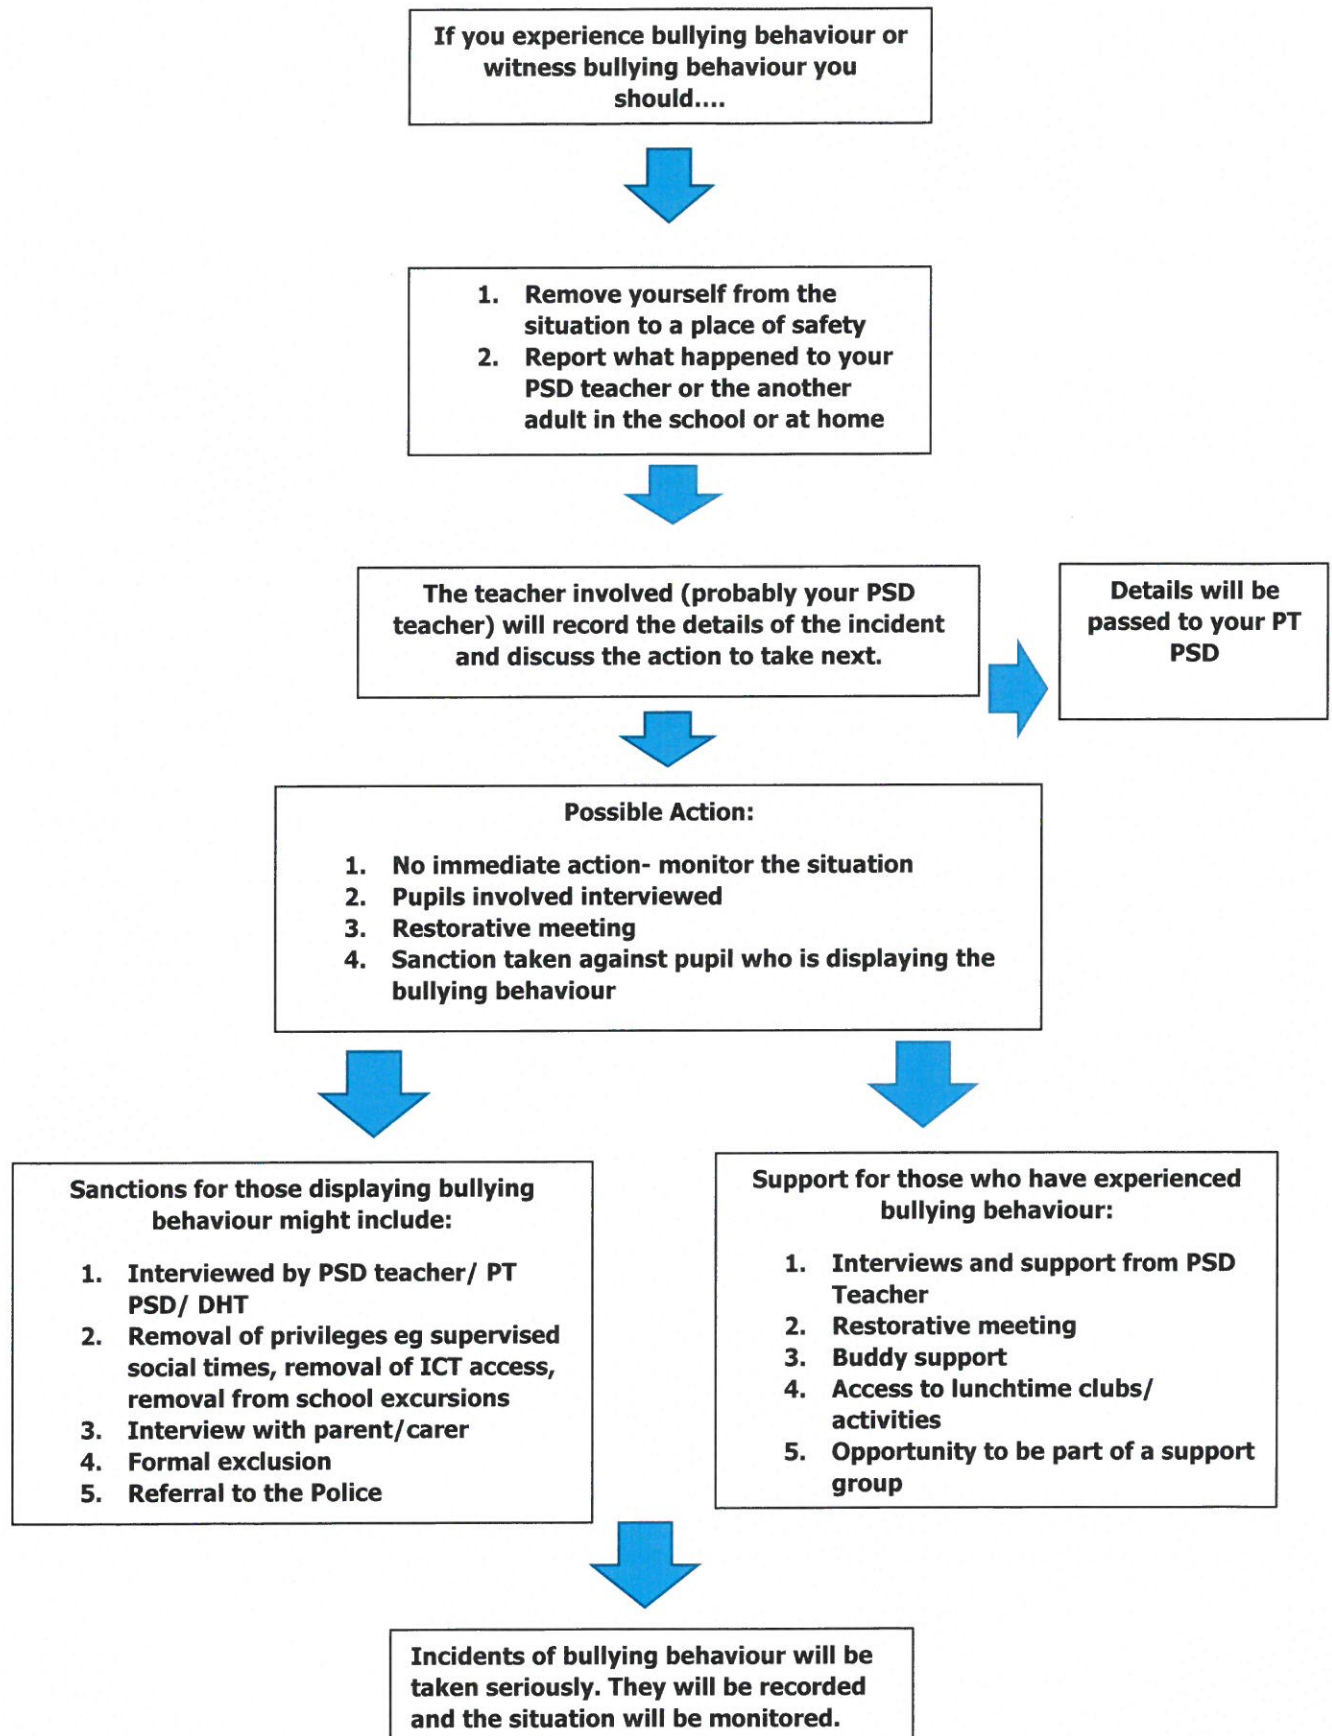 If you experience bullying behaviour or
witness bullying behaviour you
should....
1. Remove yourself from the
situation to a place of safety
2. Report what happened to your
PSD teacher or the another
adult in the school or at home
The teacher involved (probably your PSD
teacher) will record the details of the incident
and discuss the action to take next.
Details will be
passed to your PT
PSD
Possible Action:
1. No immediate action- monitor the situation
2. Pupils involved interviewed
3. Restorative meeting
4. Sanction taken against pupil who is displaying the
bullying behaviour
Sanctions for those displaying bullying
behaviour might include:
1. Interviewed by PSD teacher/ PT
PSD/ DHT
2. Removal of privileges eg supervised
social times, removal of ICT access,
removal from school excursions
3. Interview with parent/carer
4. Formal exclusion
5. Referral to the Police
Support for those who have experienced
bullying behaviour:
1. Interviews and support from PSD
Teacher
2. Restorative meeting
3. Buddy support
4. Access to lunchtime clubs/
activities
5. Opportunity to be part of a support
group
Incidents of bullying behaviour will be
taken seriously. They will be recorded
and the situation will be monitored.